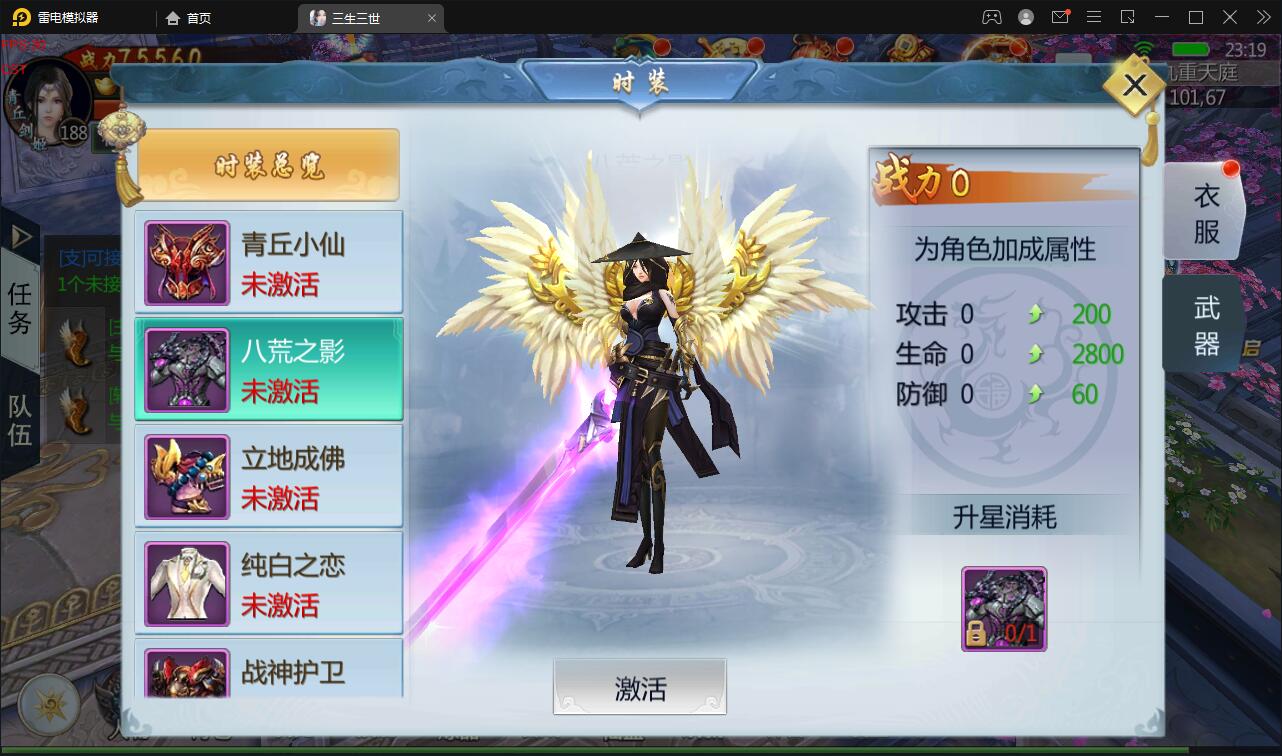 雷电模拟器
首页
三生三世
战力75560
23:19
九重天庭
101,67
188
青丘剑姬
时装
时装总览
青丘小仙
未激活
八荒之影
未激活
立地成佛
未激活
纯白之恋
未激活
战神护卫
战力0
为角色加成属性
攻击 0 200
生命 0 2800
防御 0 60
升星消耗
0/1
激活
衣服
武器
任务
队伍
1个未接